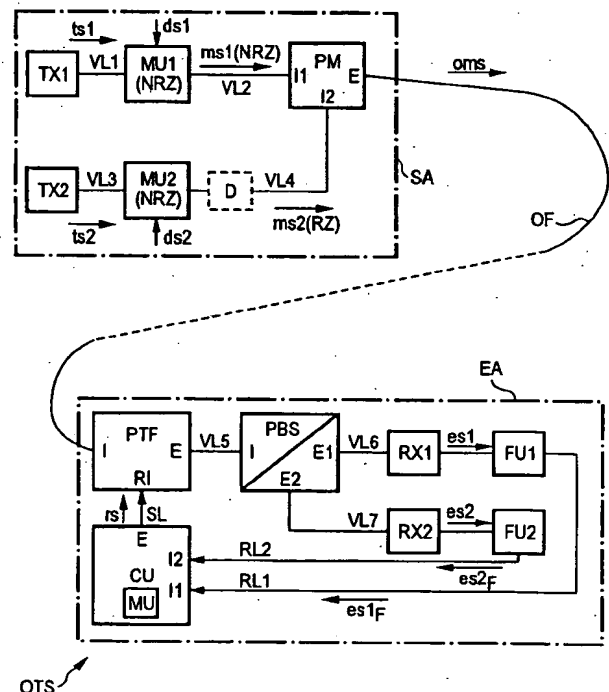 ts1
ds1
TX1
VL1
MU1
(NRZ)
ms1(NRZ)
VL2
I1
PM
E
I2
oms
TX2
VL3
MU2
(NRZ)
D
VL4
ts2
ds2
ms2(RZ)
SA
OF
EA
I
PTF
E
RI
VL5
I
PBS
E1
E2
VL6
RX1
es1
FU1
VL7
RX2
es2
FU2
rs
SL
E
CU
MU
I2
I1
RL2
es2F
RL1
es1F
OTS